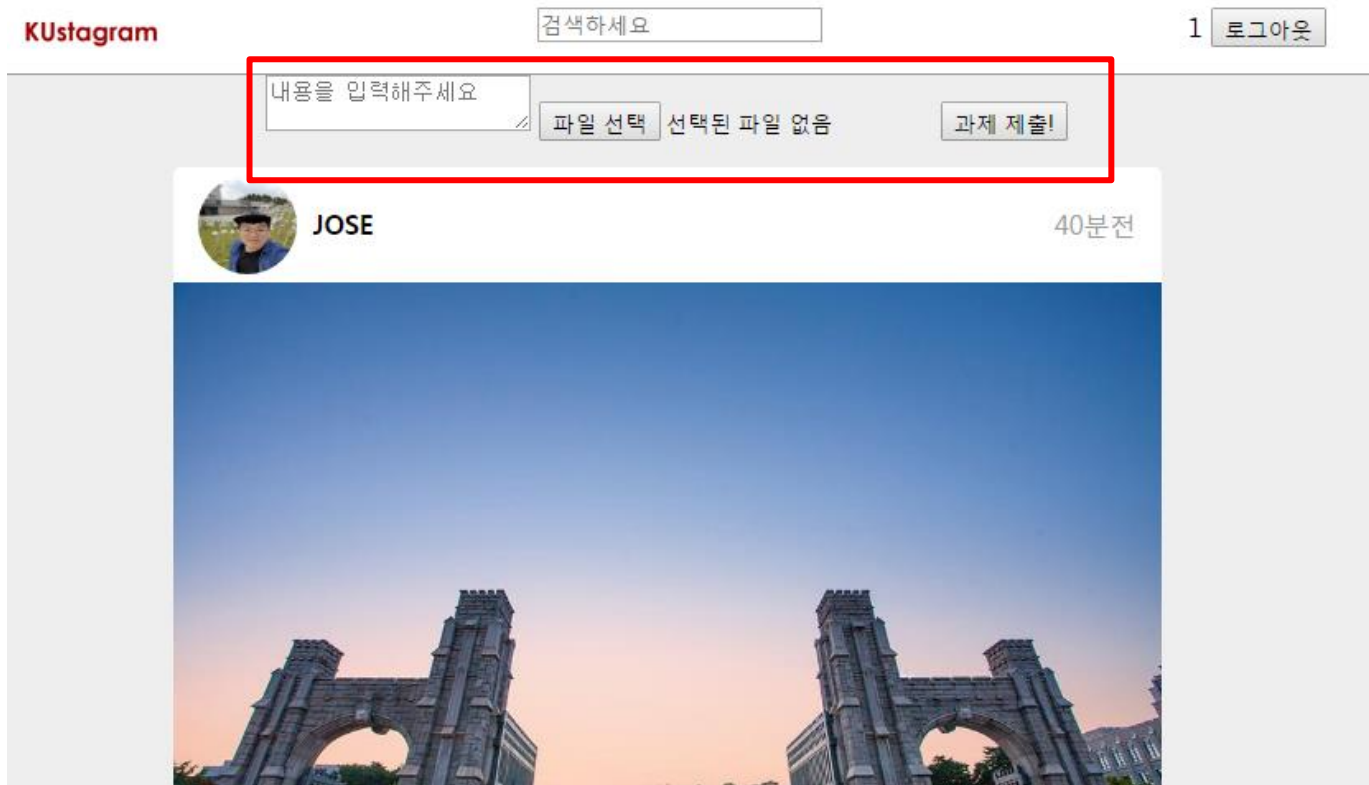 KUstagram
검색하세요
1 로그아웃
내용을 입력해주세요
파일 선택 선택된 파일 없음 과제 제출!
JOSE
40분전